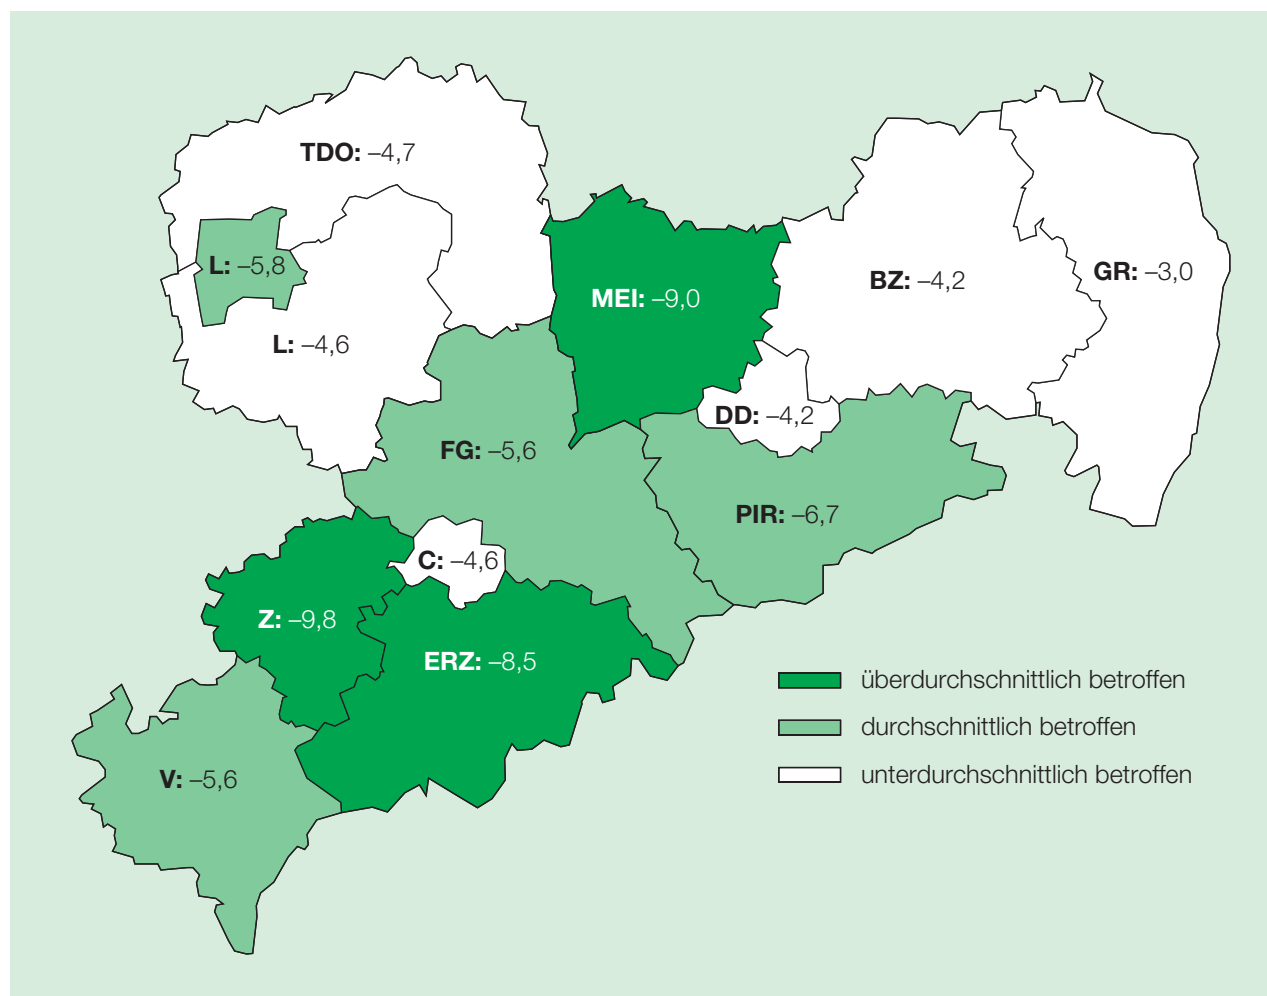 TDO: –4,7
L: –5,8
L: –4,6
MEI: –9,0
BZ: –4,2
GR: –3,0
DD: –4,2
FG: –5,6
PIR: –6,7
C: –4,6
Z: –9,8
ERZ: –8,5
V: –5,6
überdurchschnittlich betroffen
durchschnittlich betroffen
unterdurchschnittlich betroffen